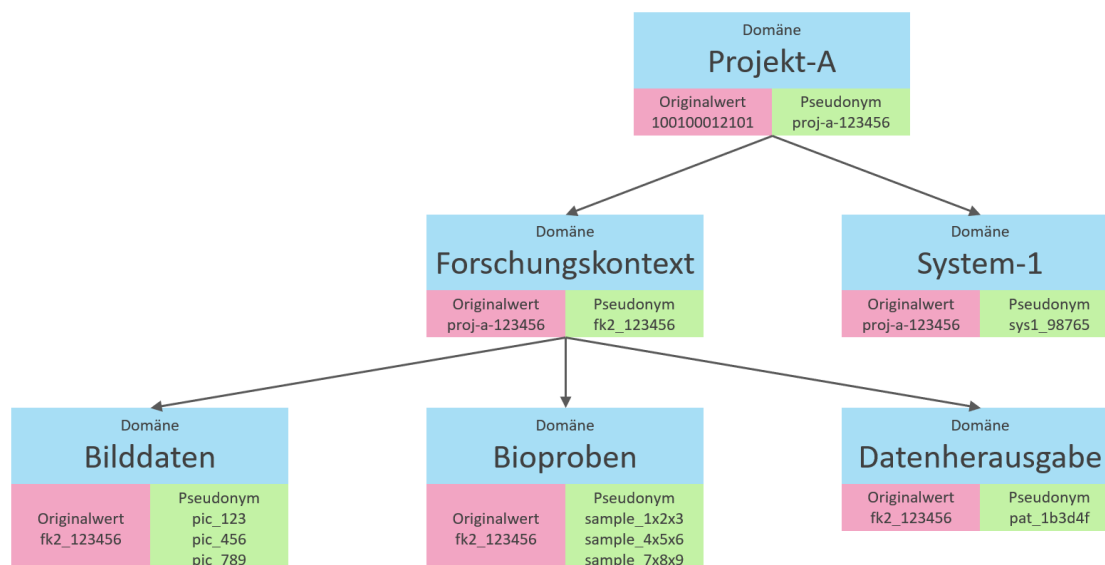 Domäne
Projekt-A
Originalwert
100100012101
Pseudonym
proj-a-123456
Domäne
Forschungskontext
Originalwert
proj-a-123456
Pseudonym
fk2_123456
Domäne
System-1
Originalwert
proj-a-123456
Pseudonym
sys1_98765
Domäne
Bilddaten
Originalwert
fk2_123456
Pseudonym
pic_123
pic_456
pic_789
Domäne
Bioproben
Originalwert
fk2_123456
Pseudonym
sample_1x2x3
sample_4x5x6
sample_7x8x9
Domäne
Datenherausgabe
Originalwert
fk2_123456
Pseudonym
pat_1b3d4f